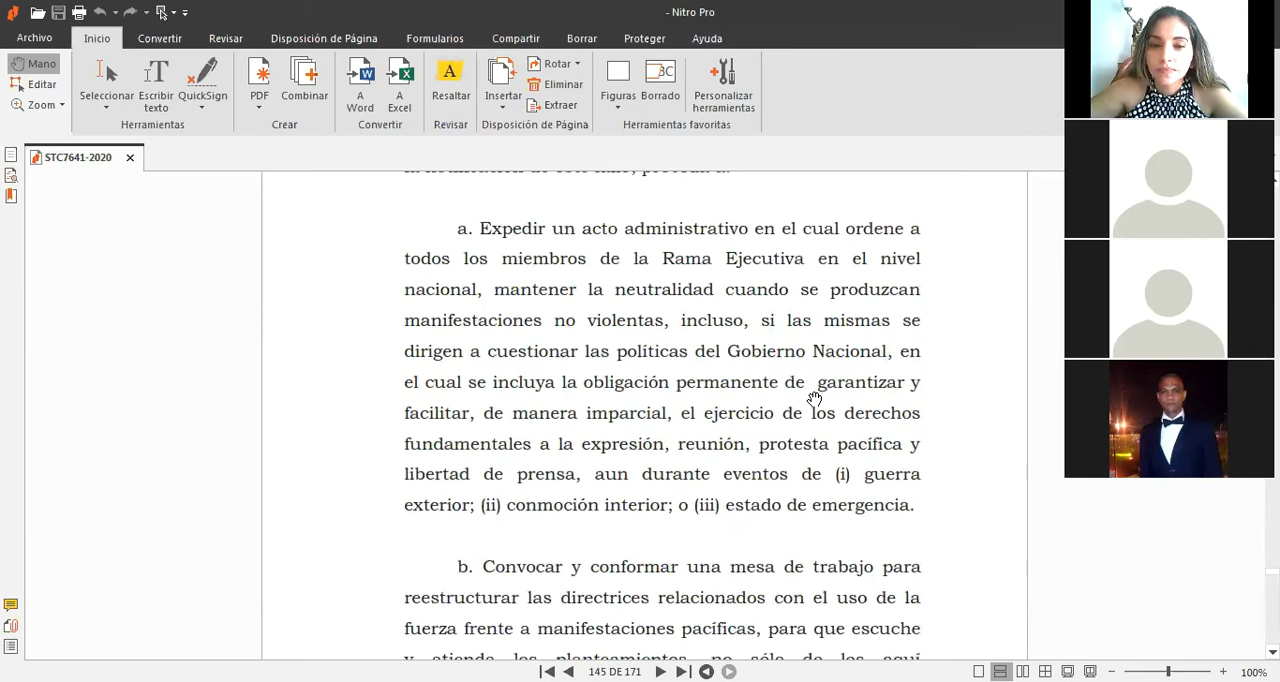 - Nitro Pro
Archivo Inicio Convertir Revisar Disposición de Página Formularios Compartir Borrar Proteger Ayuda
Mano
Editar
Zoom
Seleccionar
Escribir texto
QuickSign
Herramientas
PDF
Combinar
Crear
A Word
A Excel
Convertir
Resaltar
Revisar
Insertar
Rotar
Eliminar
Extraer
Disposición de Página
Figuras
Borrado
Personalizar herramientas
Herramientas favoritas
STC7641-2020
a. Expedir un acto administrativo en el cual ordene a
todos los miembros de la Rama Ejecutiva en el nivel
nacional, mantener la neutralidad cuando se produzcan
manifestaciones no violentas, incluso, si las mismas se
dirigen a cuestionar las políticas del Gobierno Nacional, en
el cual se incluya la obligación permanente de garantizar y
facilitar, de manera imparcial, el ejercicio de los derechos
fundamentales a la expresión, reunión, protesta pacífica y
libertad de prensa, aun durante eventos de (i) guerra
exterior; (ii) conmoción interior; o (iii) estado de emergencia.
b. Convocar y conformar una mesa de trabajo para
reestructurar las directrices relacionados con el uso de la
fuerza frente a manifestaciones pacíficas, para que escuche
y atienda los planteamientos, no sólo de los aquí
145 DE 171
100%